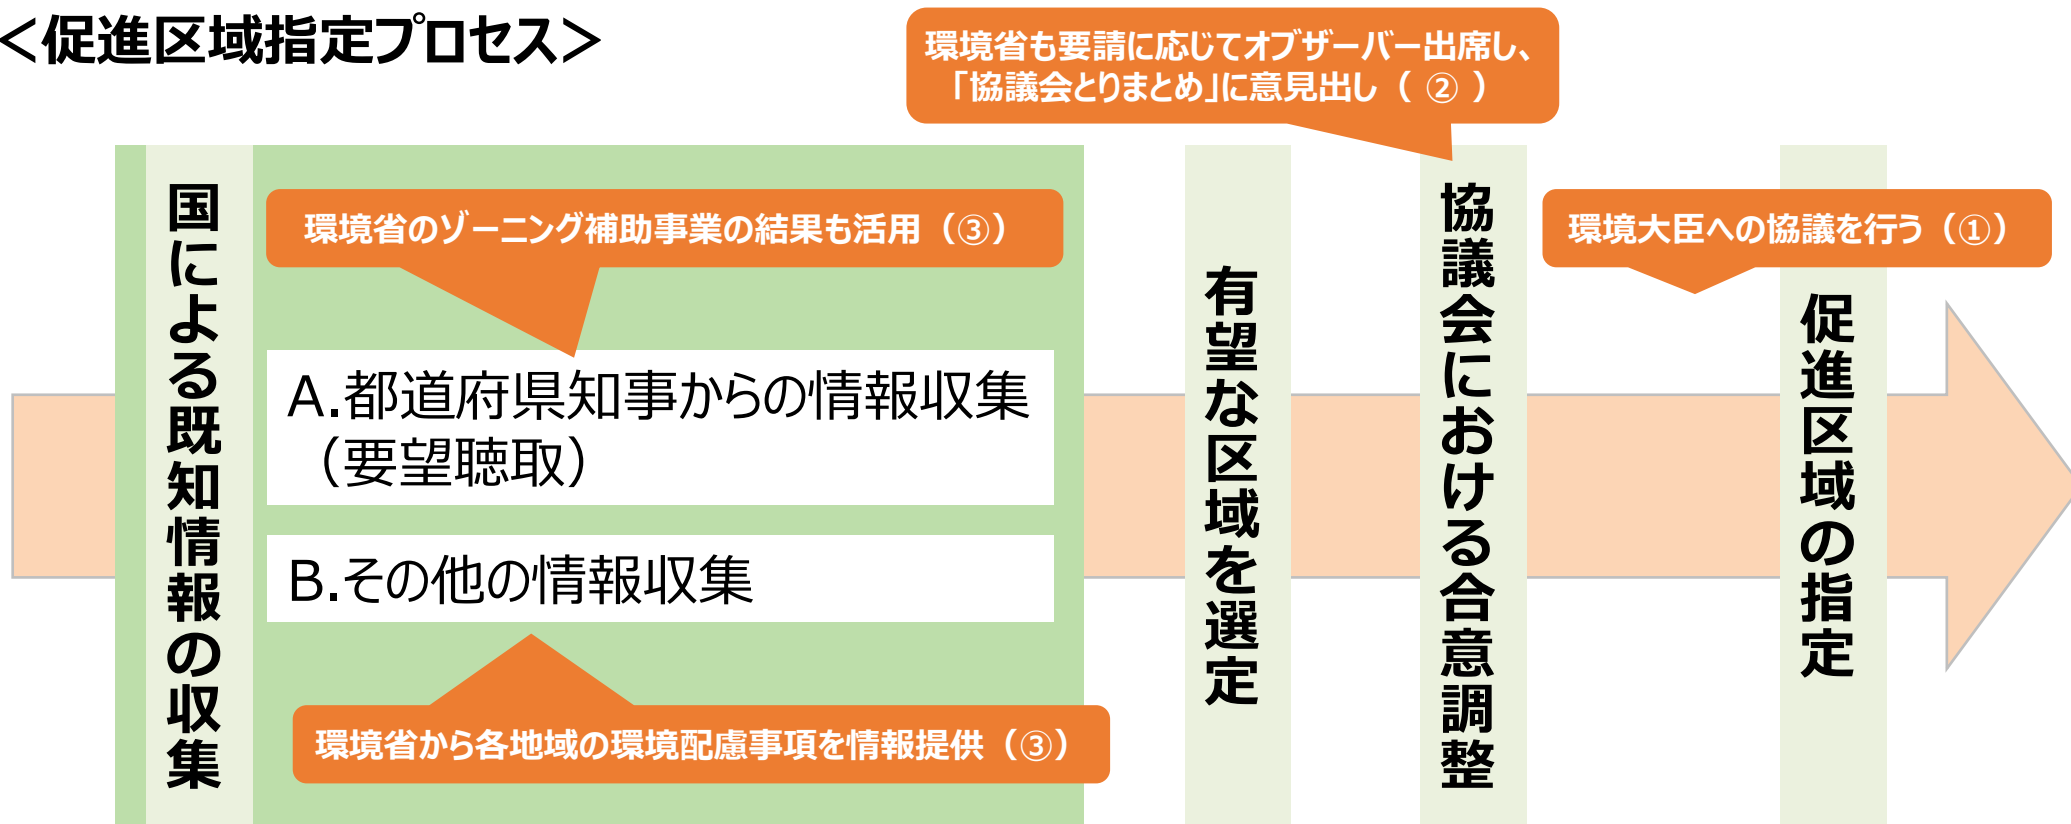 ＜促進区域指定プロセス＞
環境省も要請に応じてオブザーバー出席し、
「協議会とりまとめ」に意見出し（ ② ）
国による既知情報の収集
環境省のゾーニング補助事業の結果も活用（③）
A.都道府県知事からの情報収集
（要望聴取）
B.その他の情報収集
環境省から各地域の環境配慮事項を情報提供（③）
有望な区域を選定
協議会における合意調整
環境大臣への協議を行う（①）
促進区域の指定